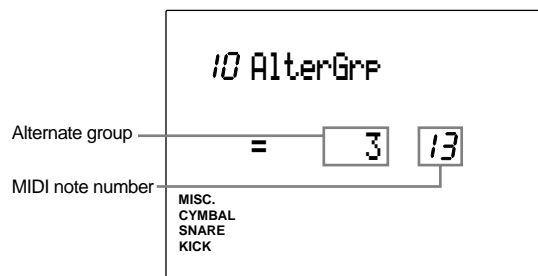 10 AlterGrp
Alternate group
= 3 13
MIDI note number
MISC.
CYMBAL
SNARE
KICK